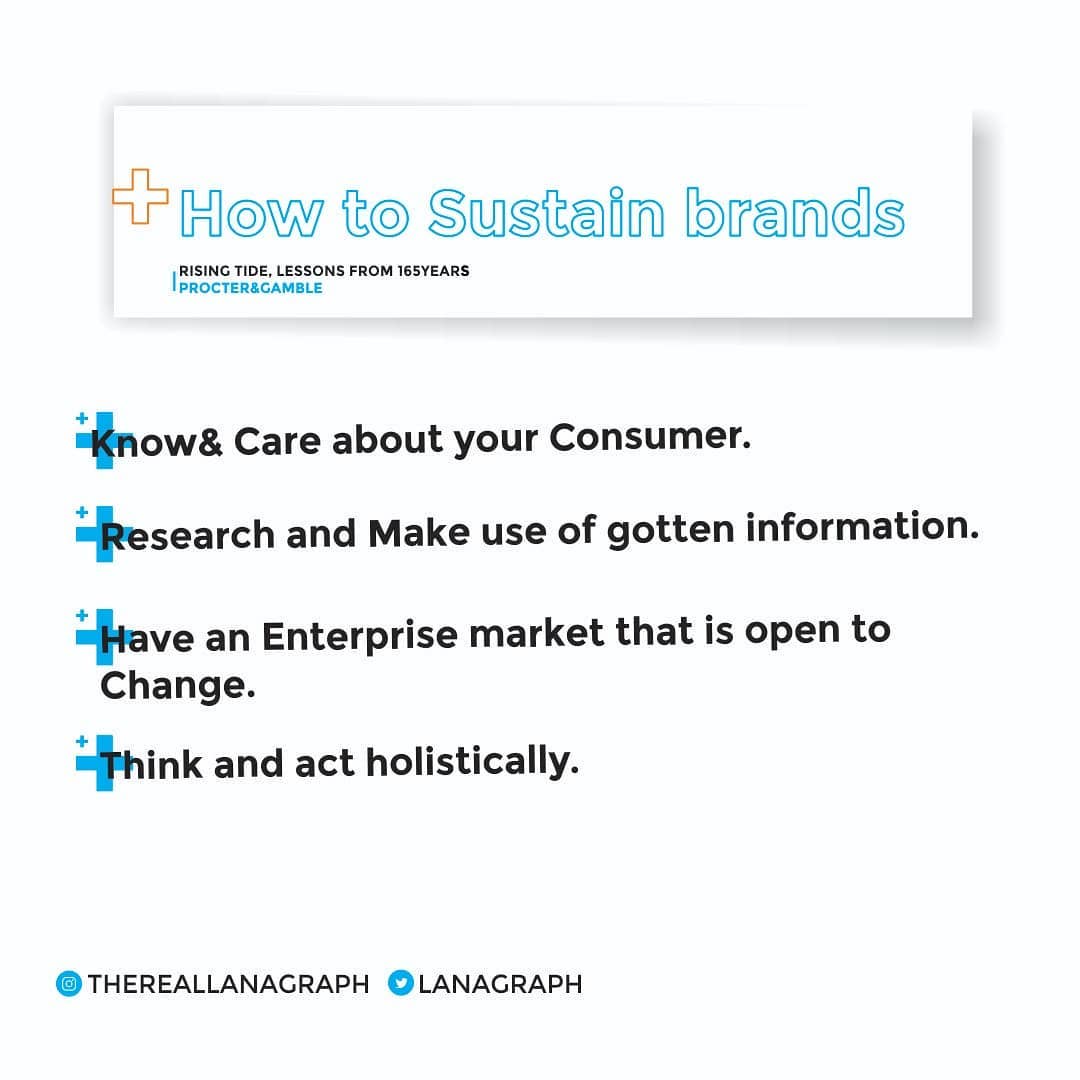 How to Sustain brands
RISING TIDE, LESSONS FROM 165YEARS
PROCTER&GAMBLE
Know& Care about your Consumer.
Research and Make use of gotten information.
Have an Enterprise market that is open to
Change.
Think and act holistically.
THEREALLANAGRAPH LANAGRAPH